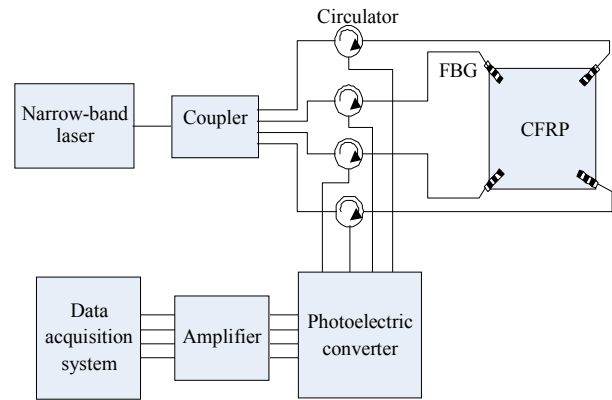 Circulator
FBG
Narrow-band
laser
Coupler
CFRP
Data
acquisition
system
Amplifier
Photoelectric
converter